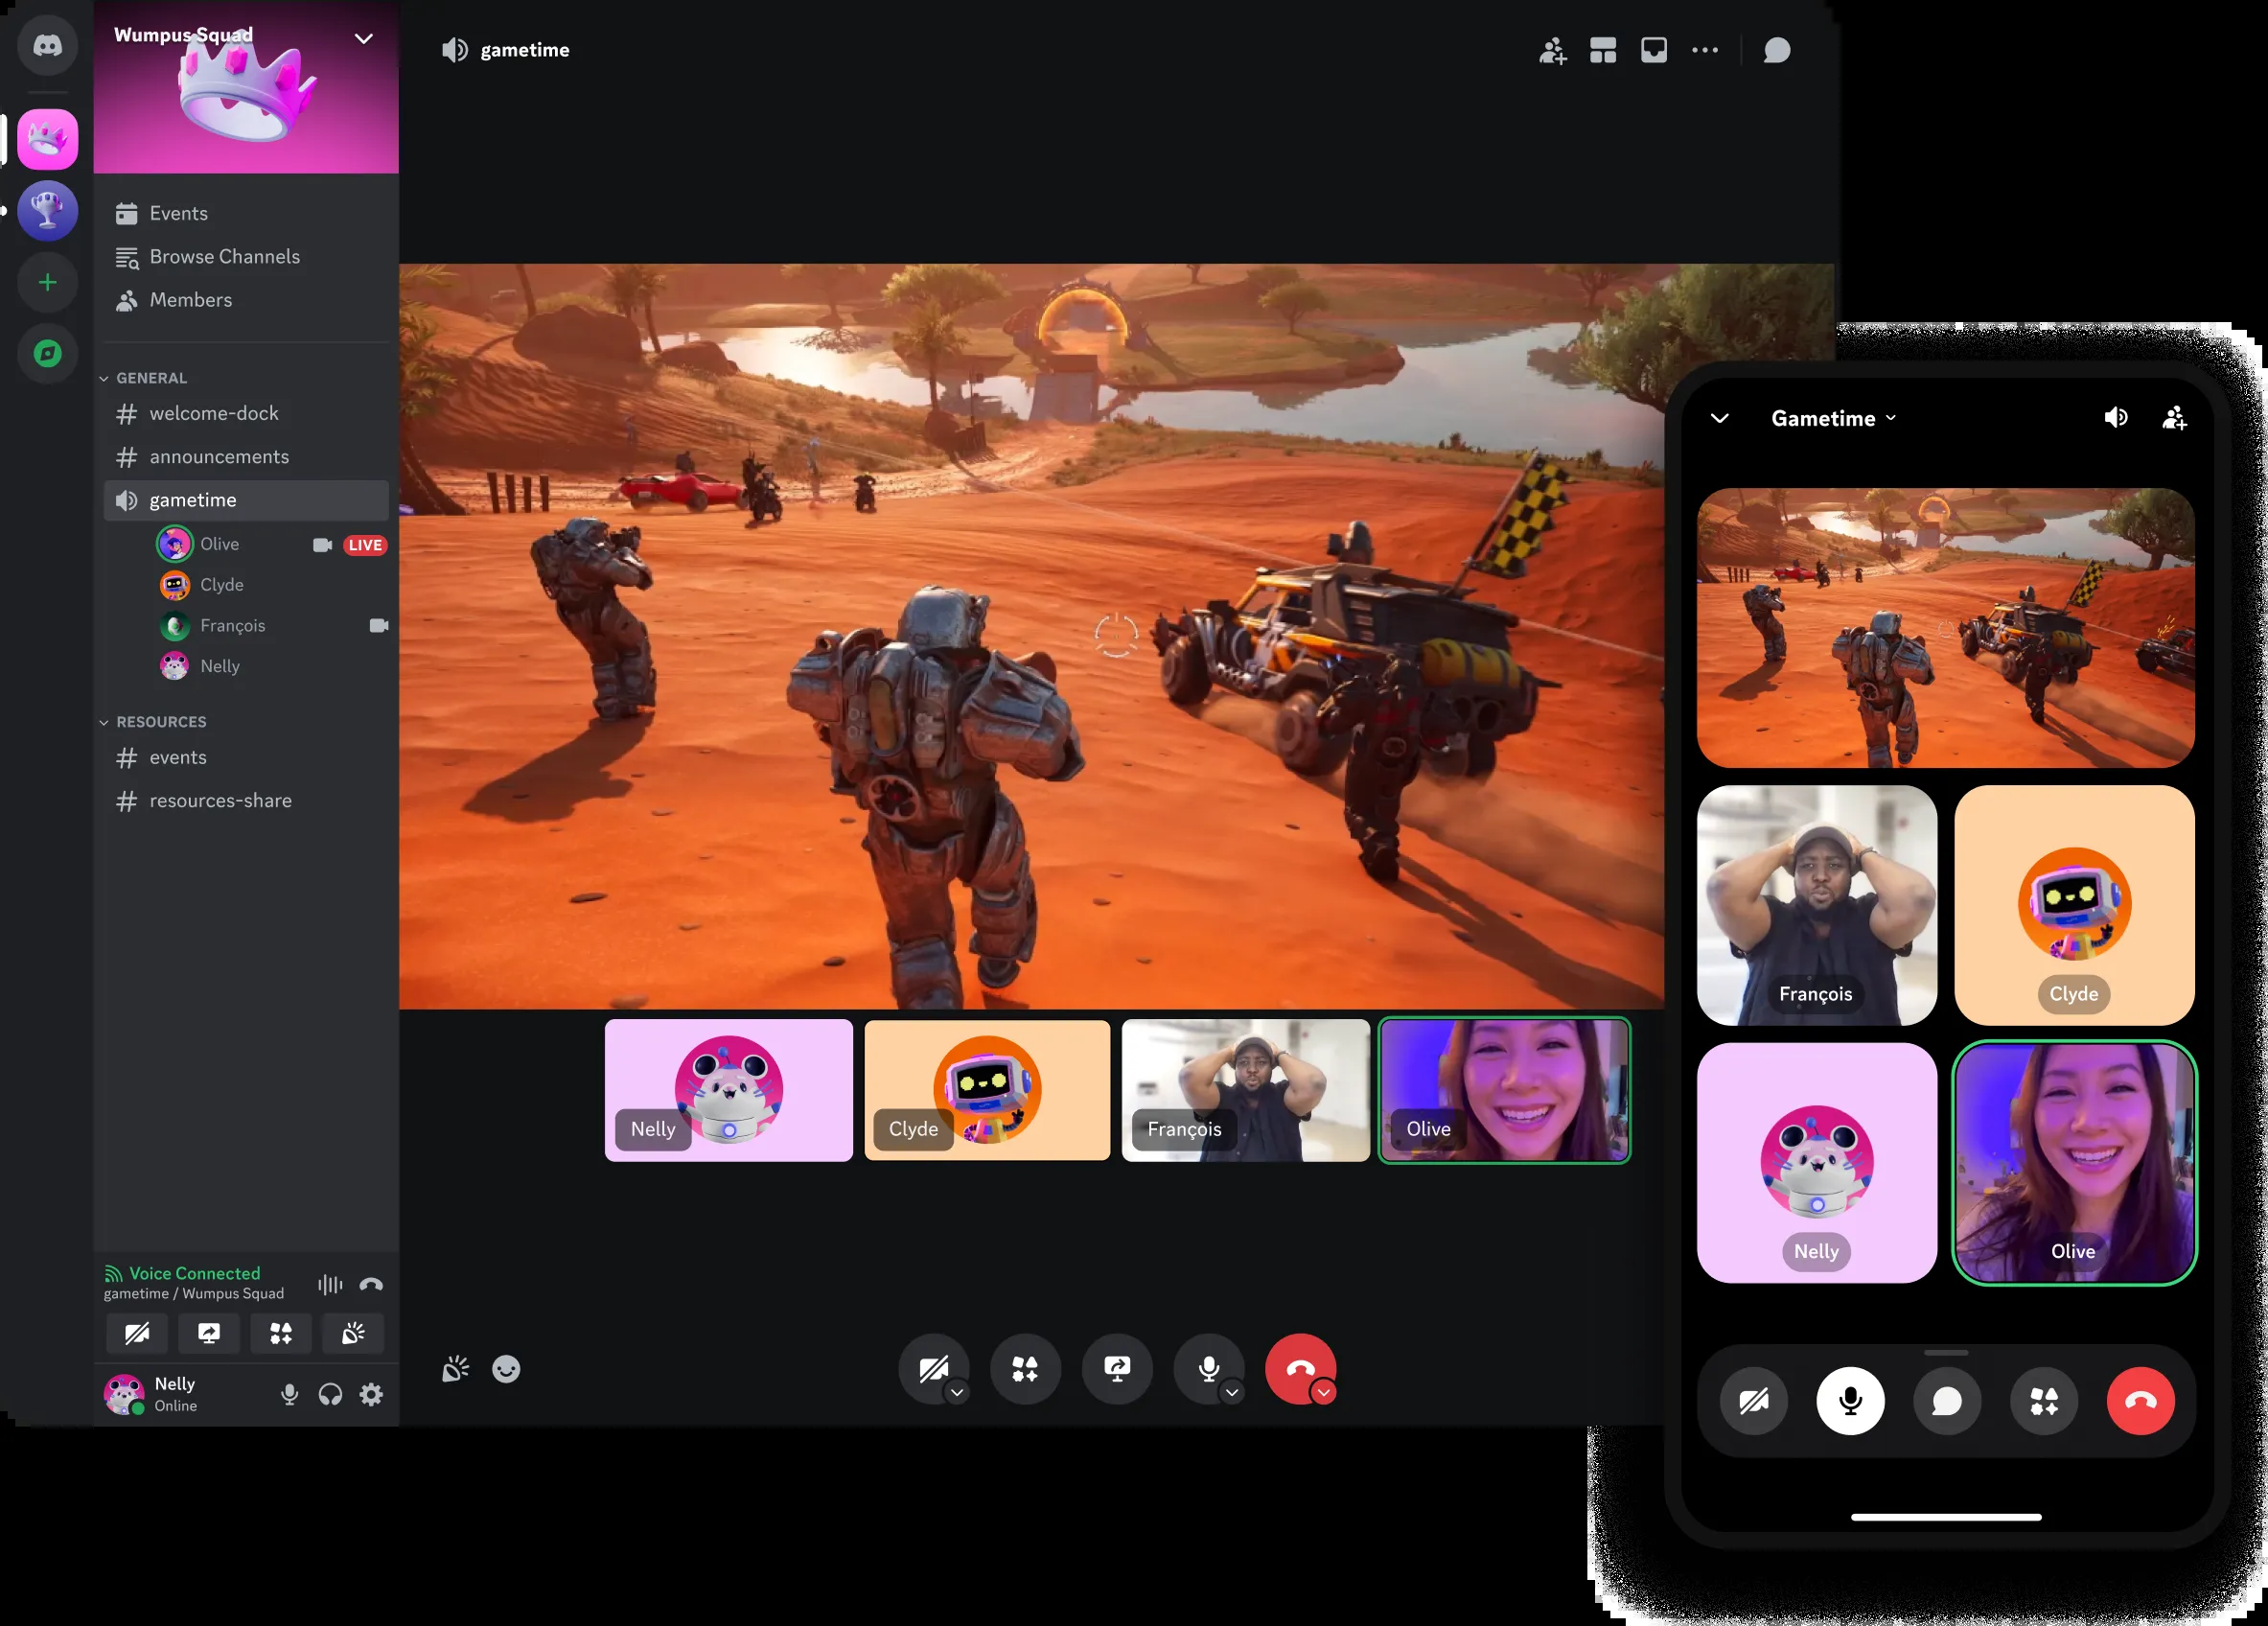 Wumpus Squad
Events
Browse Channels
Members
GENERAL
welcome-dock
announcements
gametime
Olive LIVE
Clyde
François
Nelly
RESOURCES
events
resources-share
Voice Connected
gametime / Wumpus Squad
Nelly
Online
gametime
Nelly
Clyde
François
Olive
Gametime
François
Clyde
Nelly
Olive